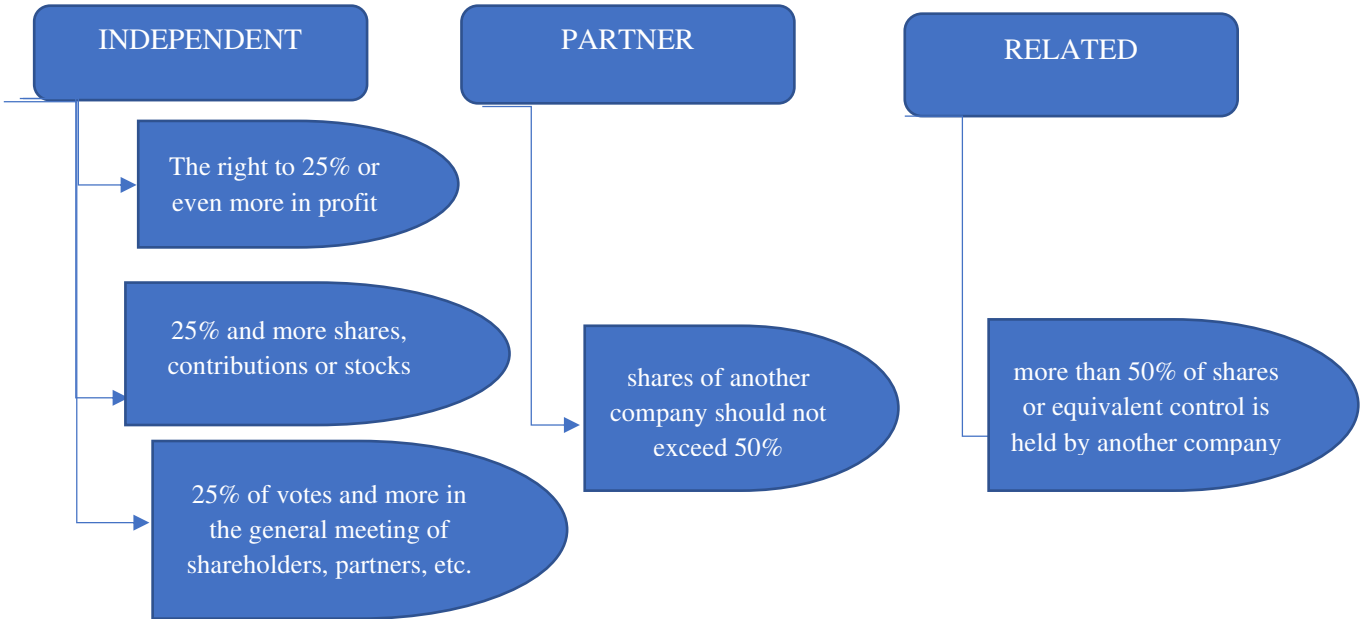 INDEPENDENT
The right to 25% or
even more in profit
25% and more shares,
contributions or stocks
25% of votes and more in
the general meeting of
shareholders, partners, etc.
PARTNER
shares of another
company should not
exceed 50%
RELATED
more than 50% of shares
or equivalent control is
held by another company